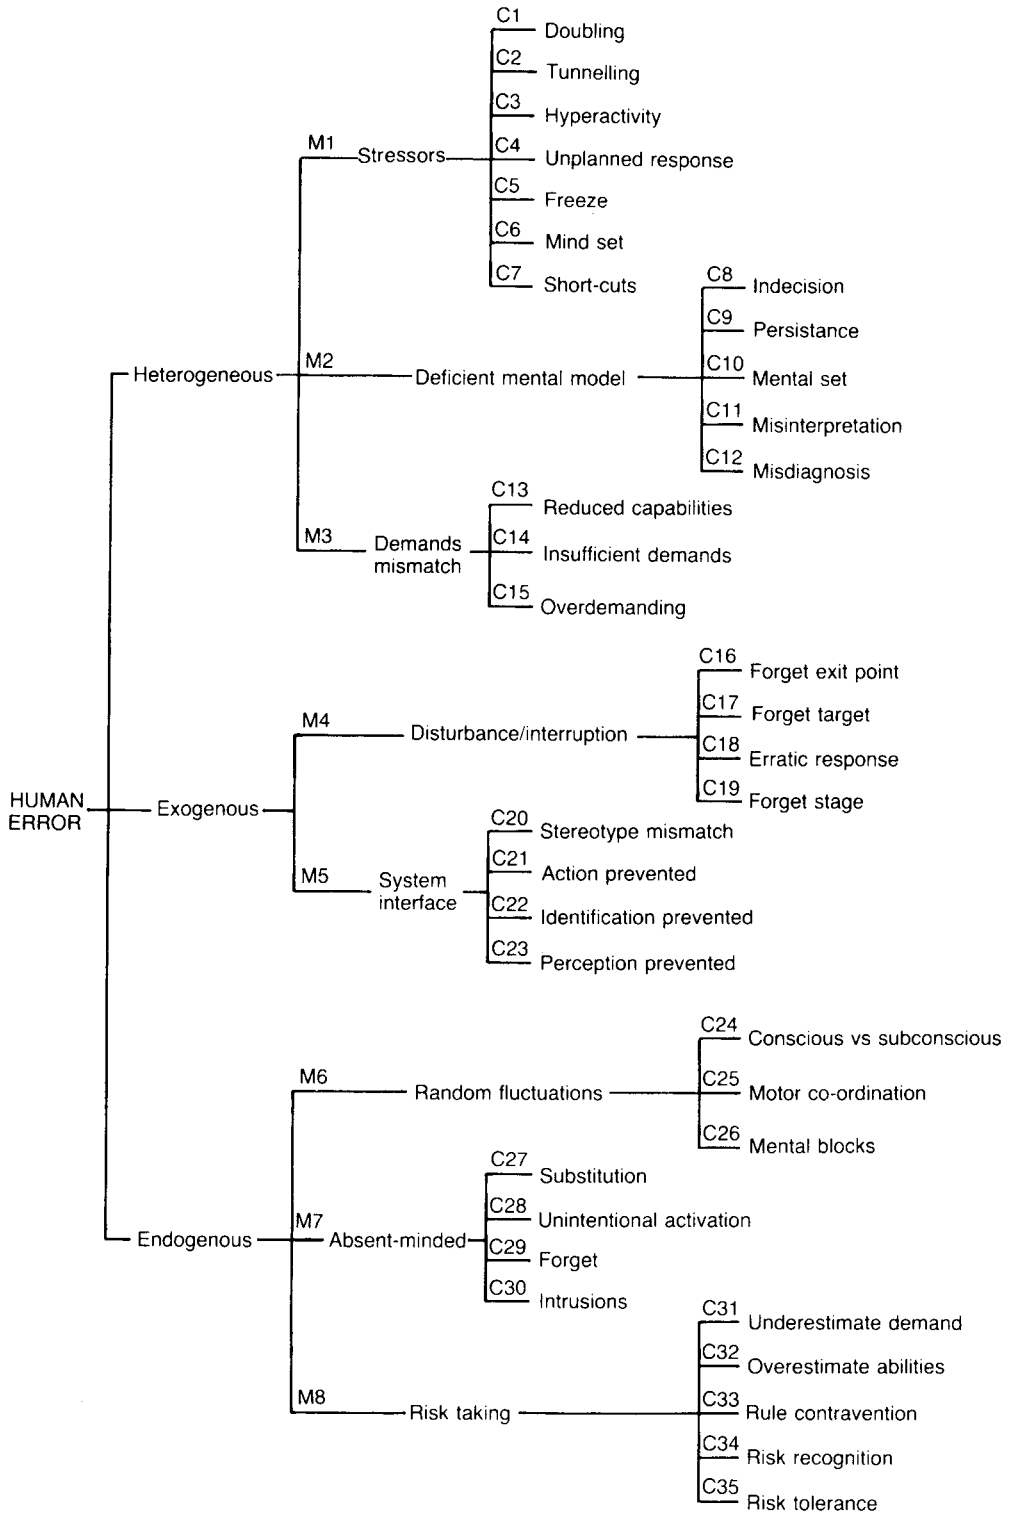 C1
Doubling
C2
Tunnelling
C3
Hyperactivity
M1
Stressors
C4
Unplanned response
C5
Freeze
C6
Mind set
C7
Short-cuts
C8
Indecision
C9
Persistance
Heterogeneous
M2
Deficient mental model
C10
Mental set
C11
Misinterpretation
C12
Misdiagnosis
C13
Reduced capabilities
M3
Demands
mismatch
C14
Insufficient demands
C15
Overdemanding
C16
Forget exit point
C17
Forget target
M4
Disturbance/interruption
C18
Erratic response
C19
Forget stage
HUMAN
ERROR
Exogenous
C20
Stereotype mismatch
C21
Action prevented
M5
System
interface
C22
Identification prevented
C23
Perception prevented
C24
Conscious vs subconscious
M6
Random fluctuations
C25
Motor co-ordination
C26
Mental blocks
C27
Substitution
C28
Unintentional activation
Endogenous
M7
Absent-minded
C29
Forget
C30
Intrusions
C31
Underestimate demand
C32
Overestimate abilities
M8
Risk taking
C33
Rule contravention
C34
Risk recognition
C35
Risk tolerance